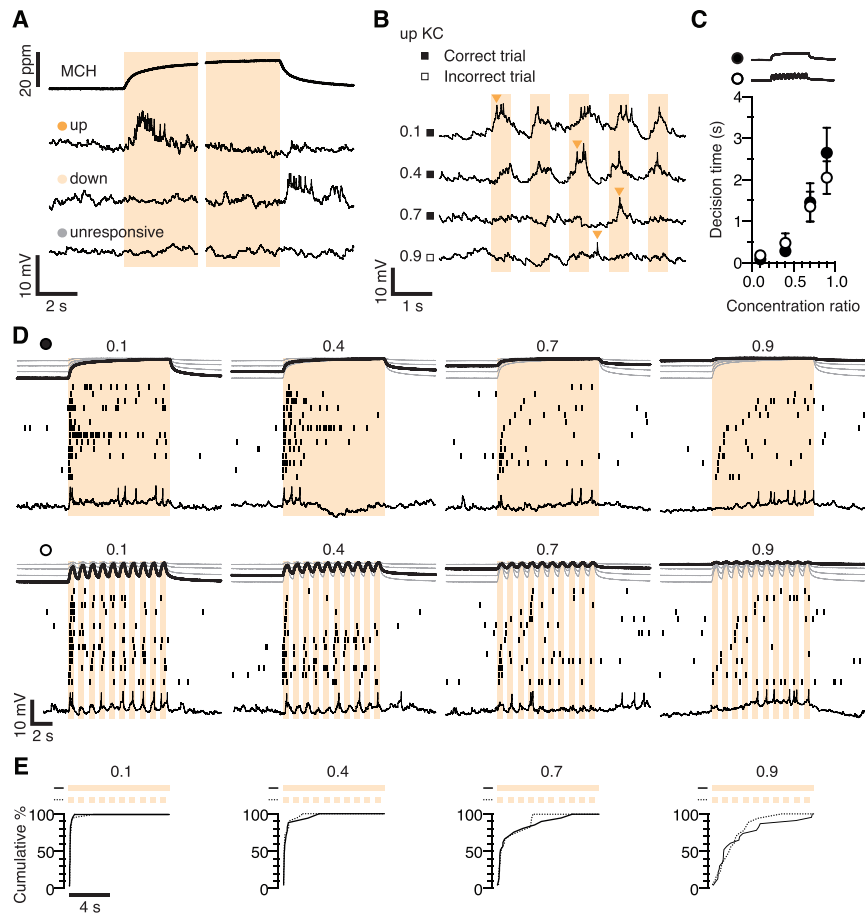 A
20 ppm
MCH
up
down
unresponsive
10 mV
2 s
B
up KC
Correct trial
Incorrect trial
0.1
0.4
0.7
0.9
10 mV
1 s
C
Decision time (s)
4
3
2
1
0
0.0 0.5 1.0
Concentration ratio
D
0.1 0.4 0.7 0.9
0.1 0.4 0.7 0.9
10 mV
2 s
E
0.1 0.4 0.7 0.9
Cumulative %
100 100 100 100
50 50 50 50
0 0 0 0
4 s